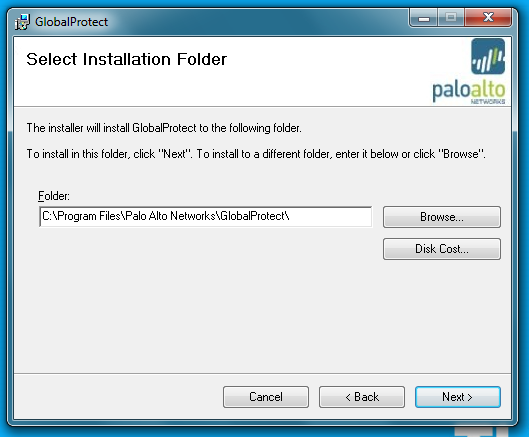 GlobalProtect
Select Installation Folder
paloalto
NETWORKS
The installer will install GlobalProtect to the following folder.
To install in this folder, click "Next". To install to a different folder, enter it below or click "Browse".
Folder:
C:\Program Files\Palo Alto Networks\GlobalProtect\
Browse...
Disk Cost...
Cancel
< Back
Next >